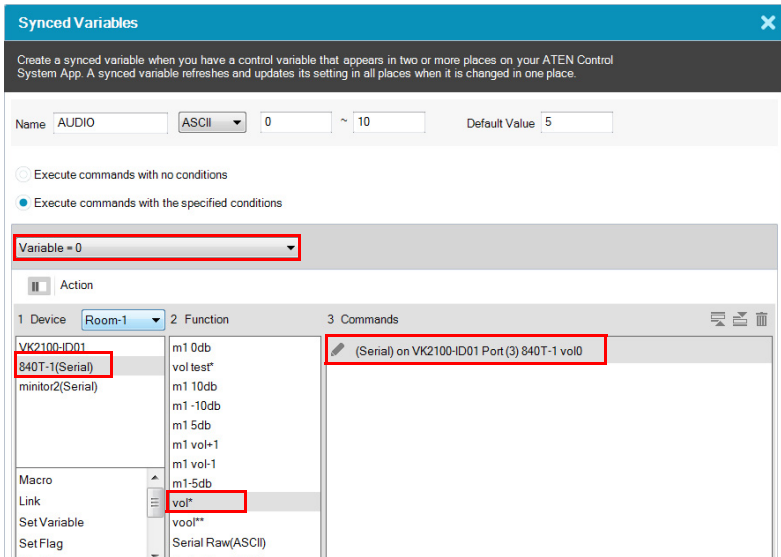 Synced Variables
Create a synced variable when you have a control variable that appears in two or more places on your ATEN Control
System App. A synced variable refreshes and updates its setting in all places when it is changed in one place.
Name AUDIO ASCII 0 ~ 10 Default Value 5
Execute commands with no conditions
Execute commands with the specified conditions
Variable = 0
Action
1 Device Room-1 2 Function 3 Commands
VK2100-ID01
840T-1(Serial)
minitor2(Serial)
Macro
Link
Set Variable
Set Flag
m1 0db
vol test*
m1 10db
m1 -10db
m1 5db
m1 vol+1
m1 vol-1
m1-5db
vol*
vool**
Serial Raw(ASCII)
(Serial) on VK2100-ID01 Port (3) 840T-1 vol0